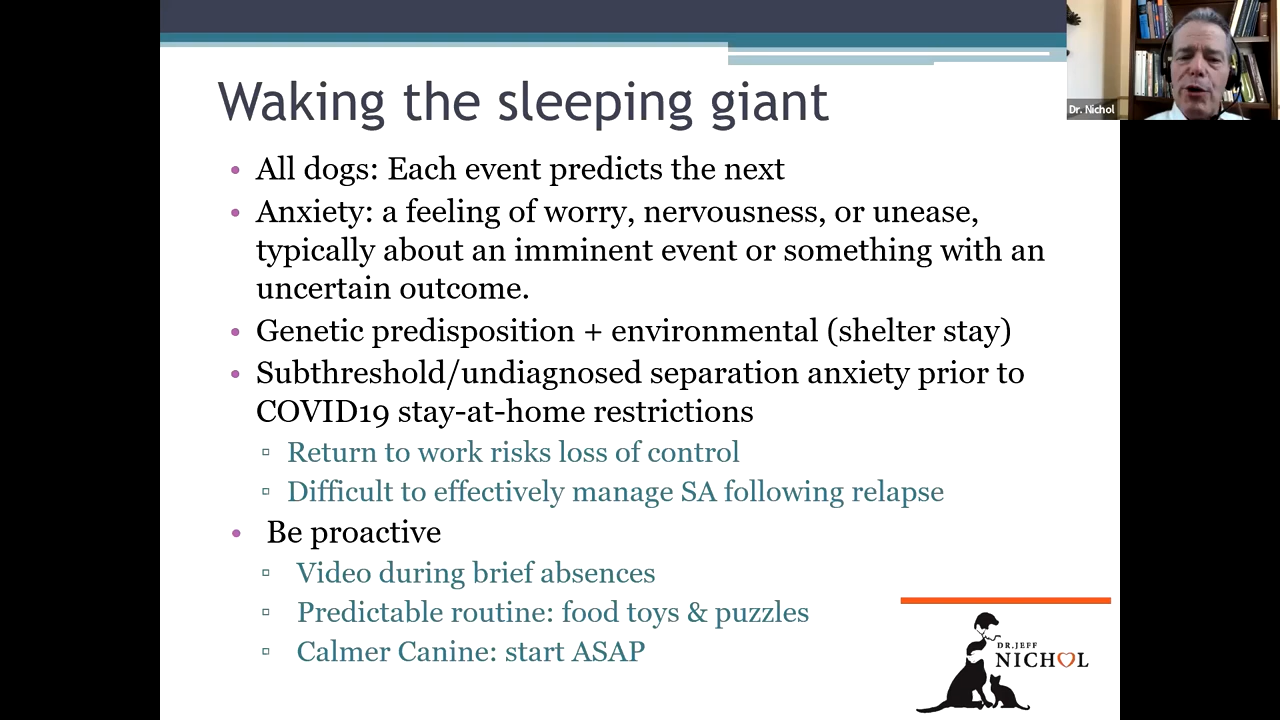 Waking the sleeping giant
• All dogs: Each event predicts the next
• Anxiety: a feeling of worry, nervousness, or unease,
typically about an imminent event or something with an
uncertain outcome.
• Genetic predisposition + environmental (shelter stay)
• Subthreshold/undiagnosed separation anxiety prior to
COVID19 stay-at-home restrictions
▫ Return to work risks loss of control
▫ Difficult to effectively manage SA following relapse
• Be proactive
▫ Video during brief absences
▫ Predictable routine: food toys & puzzles
▫ Calmer Canine: start ASAP
DR.JEFF
NICHOL
Dr. Nichol